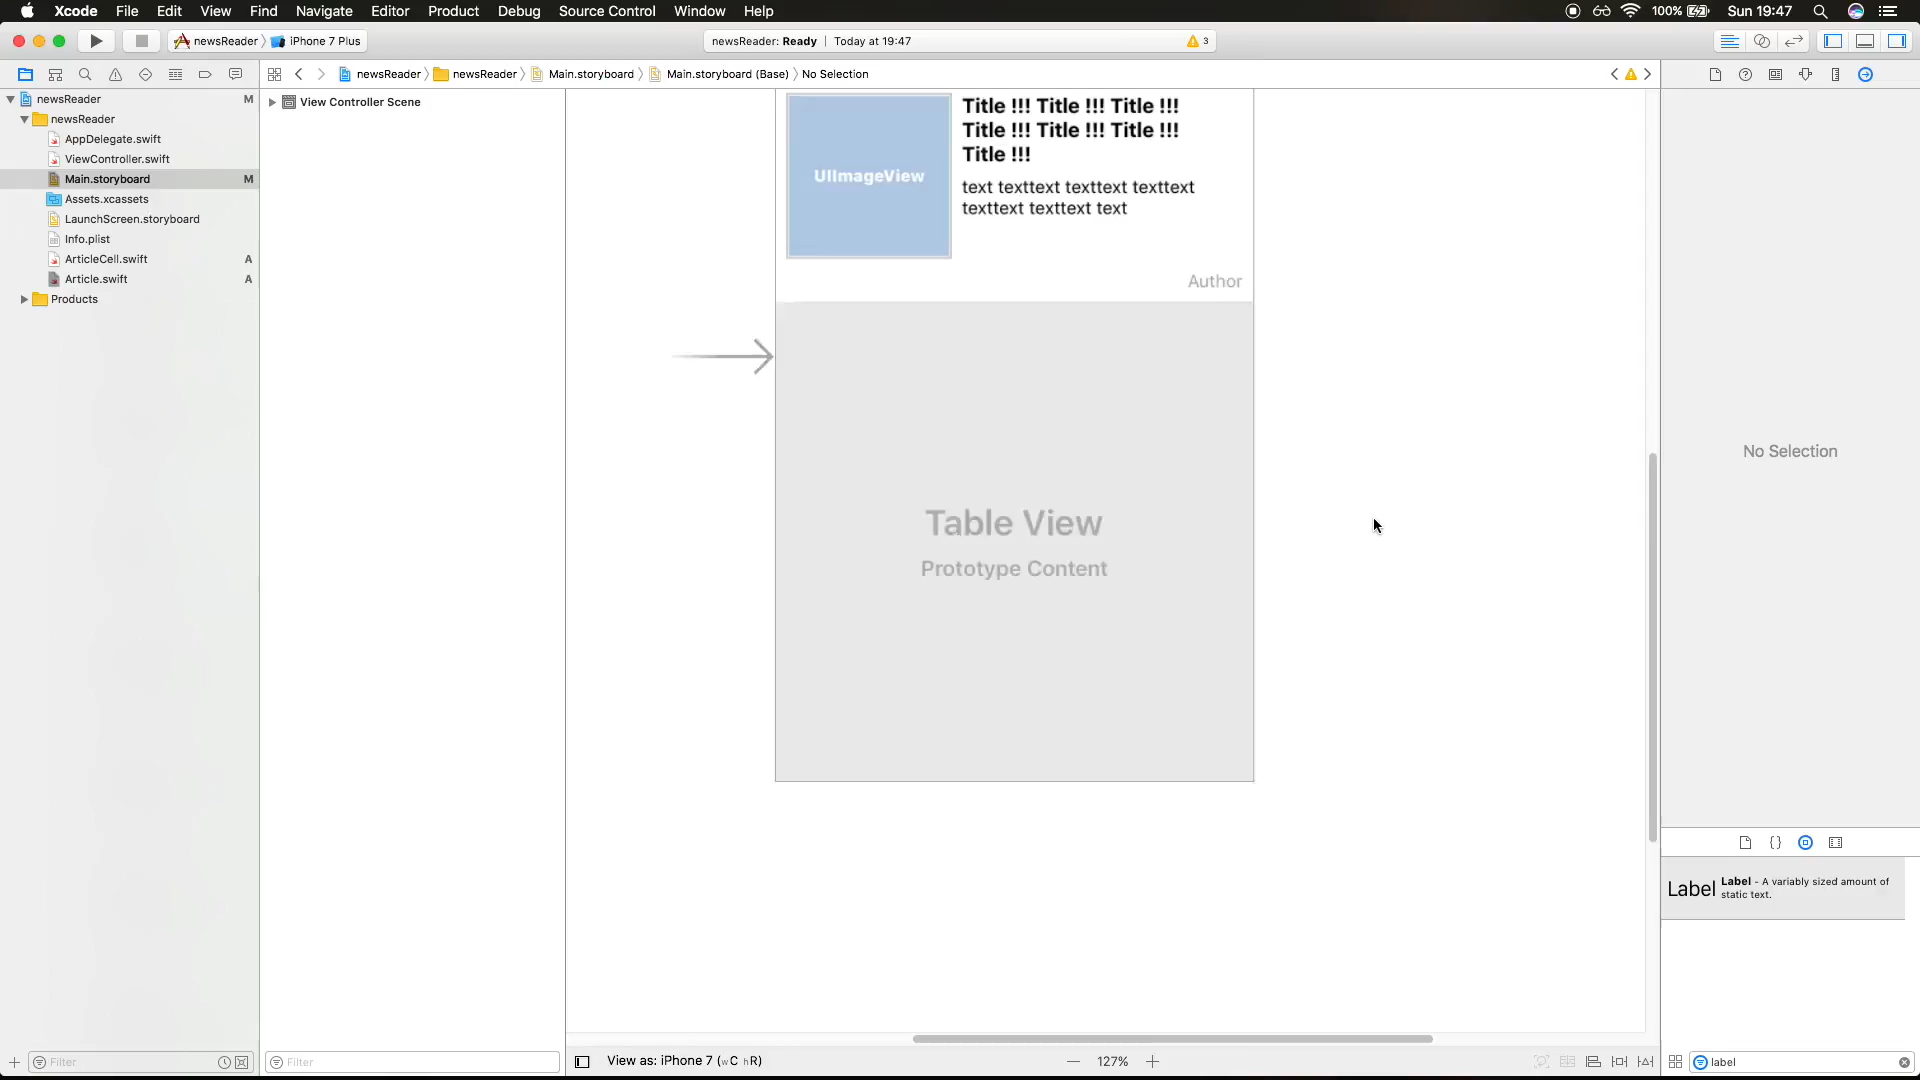 Xcode File Edit View Find Navigate Editor Product Debug Source Control Window Help 100% Sun 19:47
newsReader iPhone 7 Plus newsReader: Ready Today at 19:47 3
newsReader newsReader Main.storyboard Main.storyboard (Base) No Selection
newsReader M
newsReader
AppDelegate.swift
ViewController.swift
Main.storyboard M
Assets.xcassets
LaunchScreen.storyboard
Info.plist
ArticleCell.swift A
Article.swift A
Products
View Controller Scene
UIImageView
Title !!! Title !!! Title !!!
Title !!! Title !!! Title !!!
Title !!!
text texttext texttext texttext
texttext texttext text
Author
Table View
Prototype Content
No Selection
Label
Label - A variably sized amount of
static text.
Filter
Filter
View as: iPhone 7 (wC hR)
127%
label